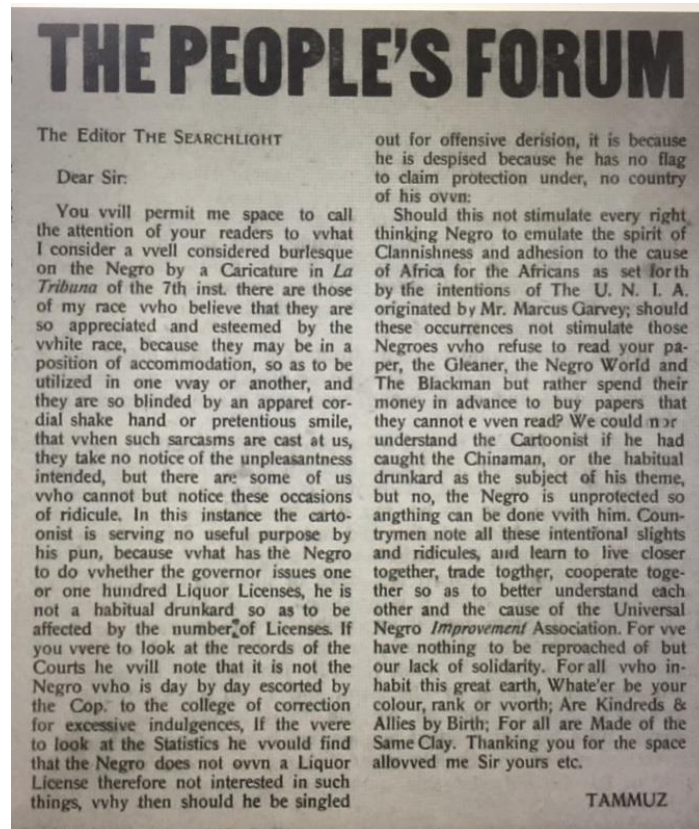 THE PEOPLE'S FORUM
The Editor THE SEARCHLIGHT
Dear Sir:
You vvill permit me space to call
the attention of your readers to vvhat
I consider a vvell considered burlesque
on the Negro by a Caricature in La
Tribuna of the 7th inst. there are those
of my race vvho believe that they are
so appreciated and esteemed by the
vvhite race, because they may be in a
position of accommodation, so as to be
utilized in one vvay or another, and
they are so blinded by an apparet cor-
dial shake hand or pretentious smile,
that vvhen such sarcasms are cast at us,
they take no notice of the unpleasantness
intended, but there are some of us
vvho cannot but notice these occasions
of ridicule. In this instance the carto-
onist is serving no useful purpose by
his pun, because vvhat has the Negro
to do vvhether the governor issues one
or one hundred Liquor Licenses, he is
not a habitual drunkard so as to be
affected by the number of Licenses. If
you vvere to look at the records of the
Courts he vvill note that it is not the
Negro vvho is day by day escorted by
the Cop. to the college of correction
for excessive indulgences, If the vvere
to look at the Statistics he vvould find
that the Negro does not ovvn a Liquor
License therefore not interested in such
things, vvhy then should he be singled
out for offensive derision, it is because
he is despised because he has no flag
to claim protection under, no country
of his ovvn:
Should this not stimulate every right
thinking Negro to emulate the spirit of
Clannishness and adhesion to the cause
of Africa for the Africans as set forth
by the intentions of The U. N. I. A.
originated by Mr. Marcus Garvey; should
these occurrences not stimulate those
Negroes vvho refuse to read your pa-
per, the Gleaner, the Negro World and
The Blackman but rather spend their
money in advance to buy papers that
they cannot e vven read? We could n or
understand the Cartoonist if he had
caught the Chinaman, or the habitual
drunkard as the subject of his theme,
but no, the Negro is unprotected so
angthing can be done vvith him. Coun-
trymen note all these intentional slights
and ridicules, and learn to live closer
together, trade togther, cooperate toge-
ther so as to better understand each
other and the cause of the Universal
Negro Improvement Association. For vve
have nothing to be reproached of but
our lack of solidarity. For all vvho in-
habit this great earth, Whate'er be your
colour, rank or vvorth; Are Kindreds &
Allies by Birth; For all are Made of the
Same Clay. Thanking you for the space
allovved me Sir yours etc.
TAMMUZ